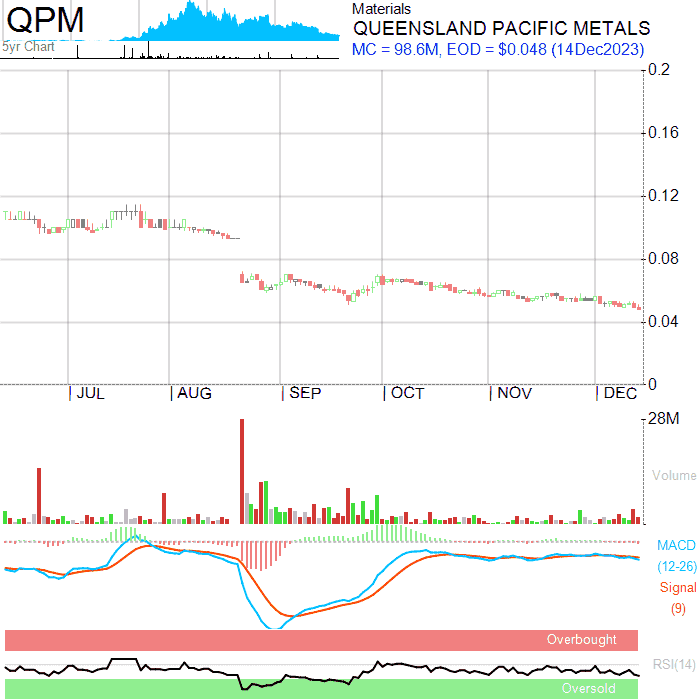 QPM
5yr Chart
Materials
QUEENSLAND PACIFIC METALS
MC = 98.6M, EOD = $0.048 (14Dec2023)
0.2
0.16
0.12
0.08
0.04
0
JUL AUG SEP OCT NOV DEC
28M
Volume
MACD
(12-26)
Signal
(9)
Overbought
RSI(14)
Oversold